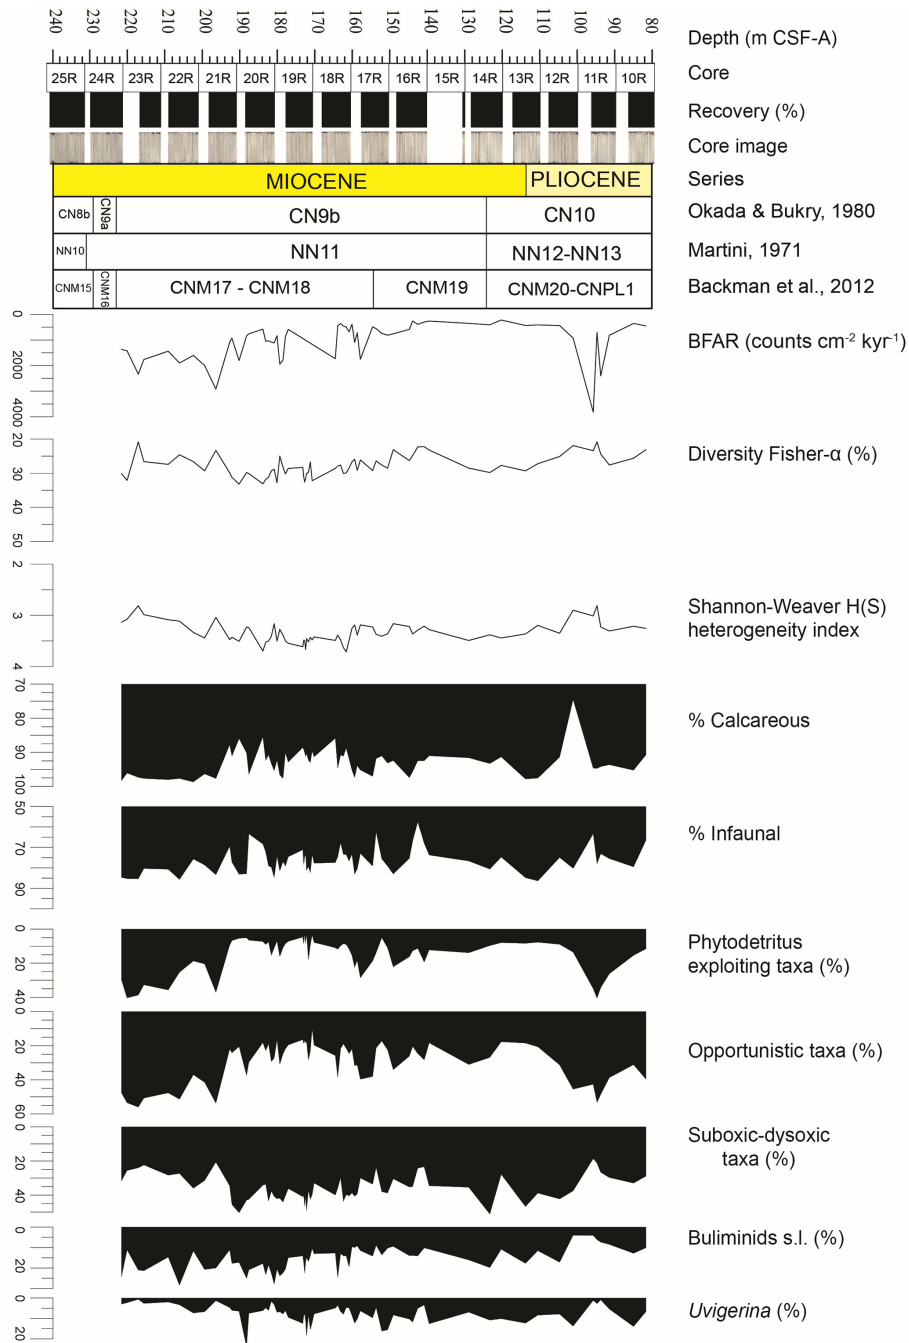 240 230 220 210 200 190 180 170 160 150 140 130 120 110 100 90 80
Depth (m CSF-A)
25R 24R 23R 22R 21R 20R 19R 18R 17R 16R 15R 14R 13R 12R 11R 10R
Core
Recovery (%)
Core image
MIOCENE PLIOCENE
Series
CN8b CN9a CN9b CN10
Okada & Bukry, 1980
NN10 NN11 NN12-NN13
Martini, 1971
CNM15 CNM16 CNM17 - CNM18 CNM19 CNM20-CNPL1
Backman et al., 2012
0 2000 4000
BFAR (counts cm-2 kyr-1)
20 30 40 50
Diversity Fisher-α (%)
2 3 4
Shannon-Weaver H(S)
heterogeneity index
70 80 90 100
% Calcareous
50 70 90
% Infaunal
0 20 40
Phytodetritus
exploiting taxa (%)
0 20 40 60
Opportunistic taxa (%)
0 20 40
Suboxic-dysoxic
taxa (%)
0 20
Buliminids s.l. (%)
0 20
Uvigerina (%)